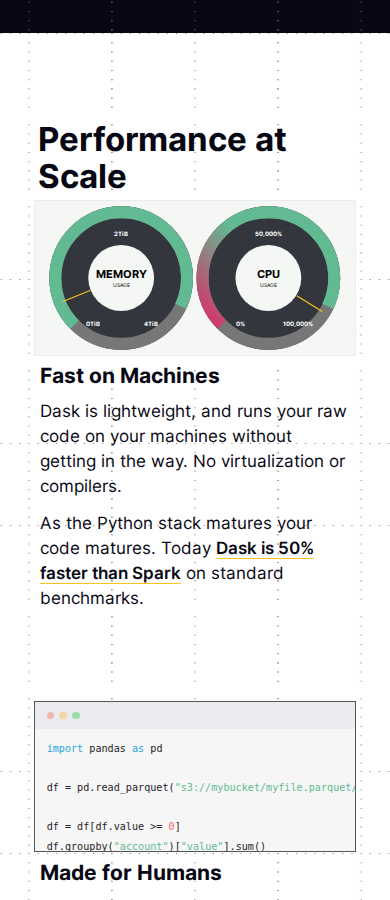 Performance at
Scale
2TiB
MEMORY
USAGE
0TiB 4TiB
50,000%
CPU
USAGE
0% 100,000%
Fast on Machines
Dask is lightweight, and runs your raw
code on your machines without
getting in the way. No virtualization or
compilers.
As the Python stack matures your
code matures. Today Dask is 50%
faster than Spark on standard
benchmarks.
import pandas as pd
df = pd.read_parquet("s3://mybucket/myfile.parquet/
df = df[df.value >= 0]
df.groupby("account")["value"].sum()
Made for Humans